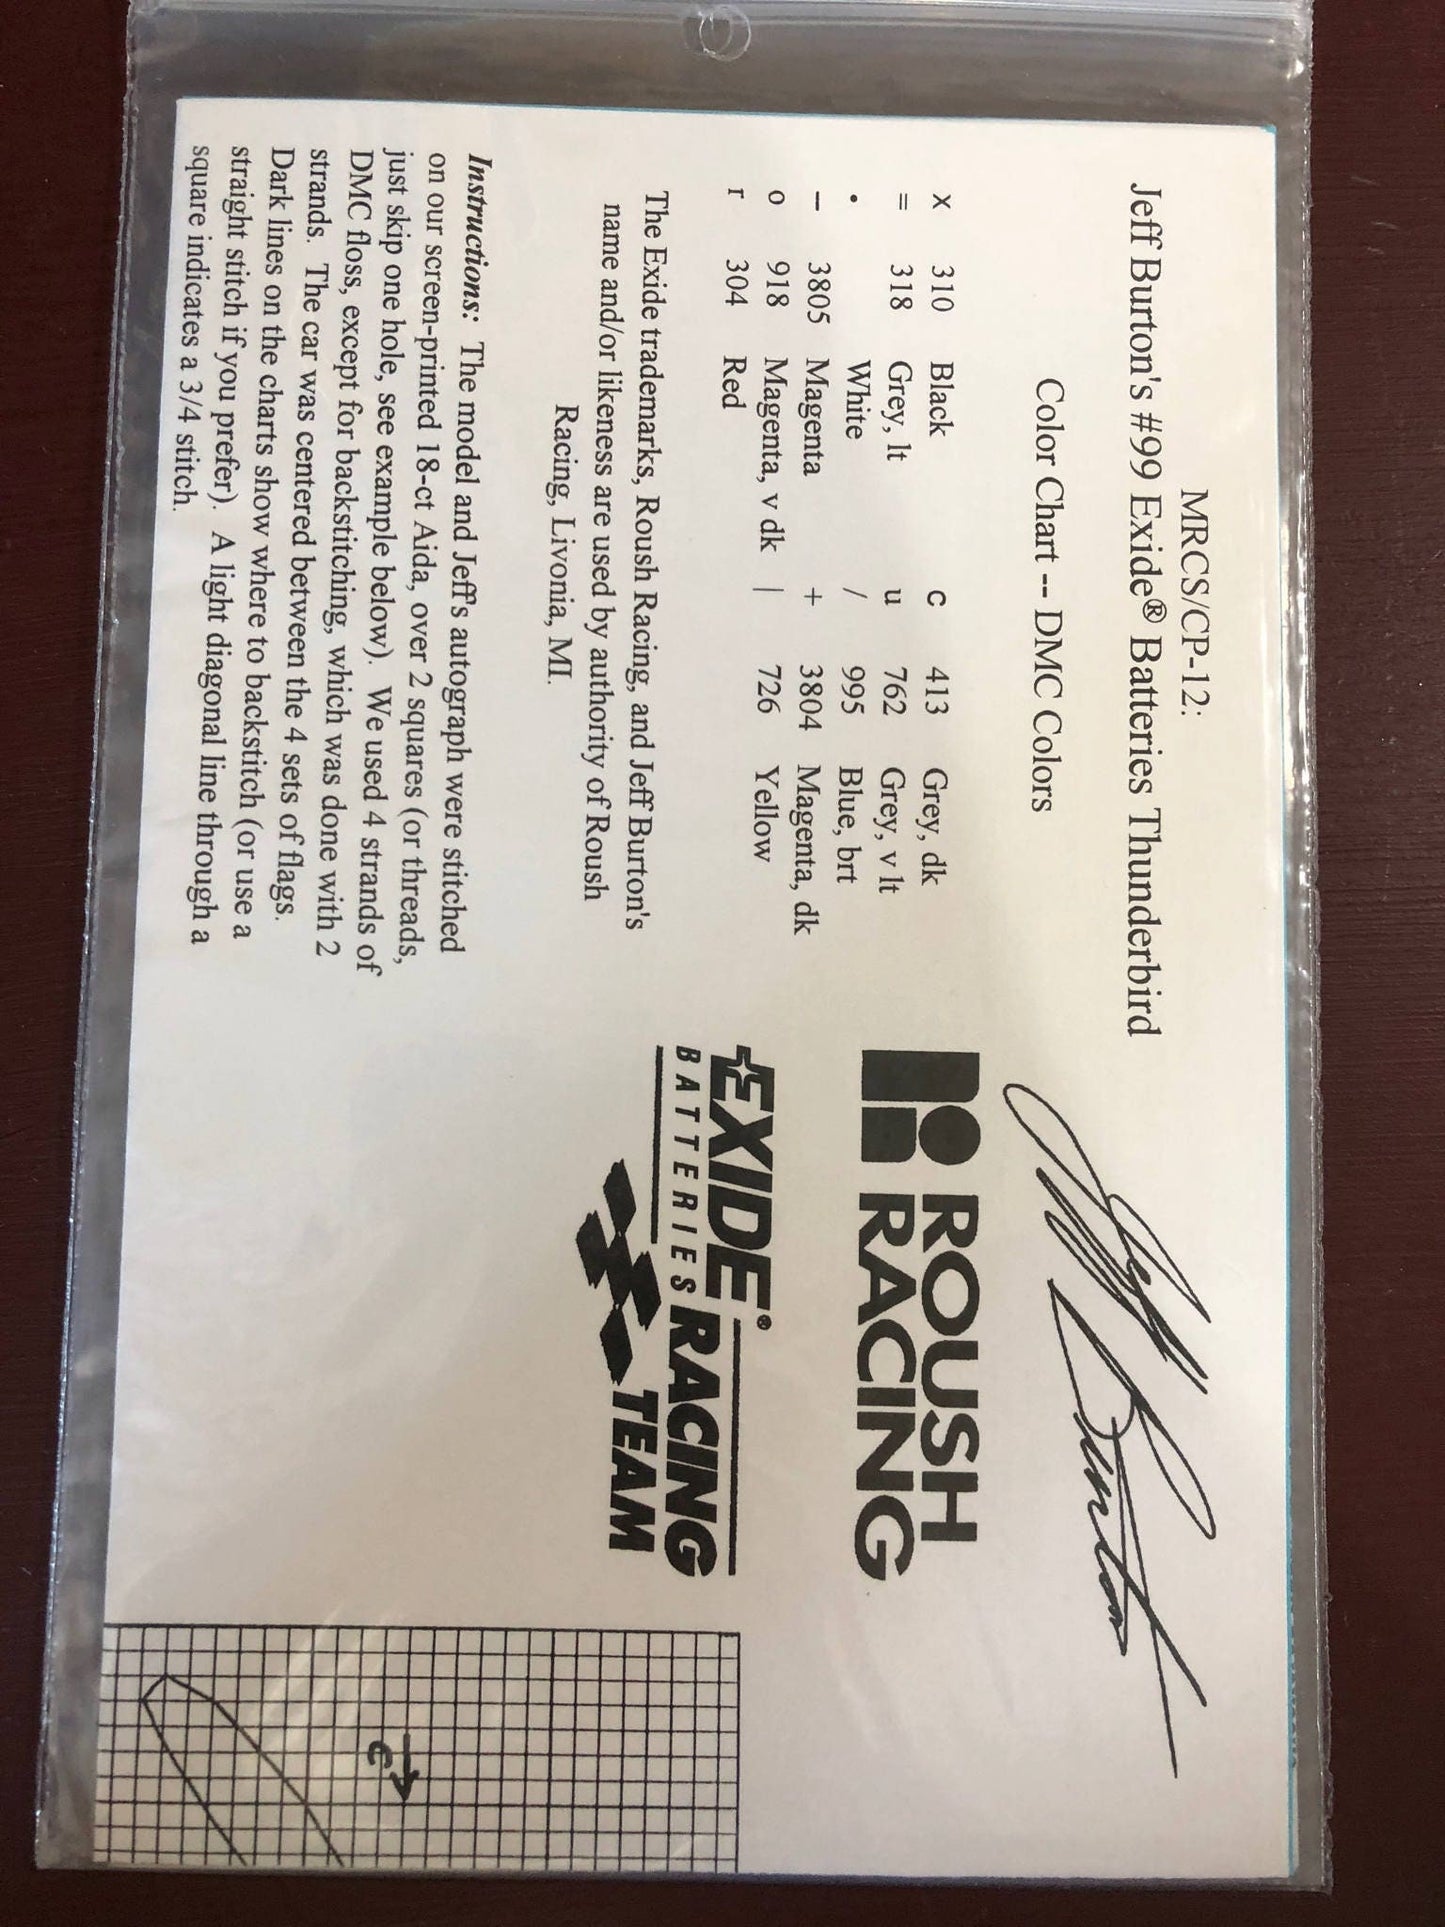 MRCS/CP-12:
Jeff Burton's #99 Exide® Batteries Thunderbird
Color Chart -- DMC Colors
x 310 Black c 413 Grey, dk
= 318 Grey, lt u 762 Grey, v lt
• White / 995 Blue, brt
– 3805 Magenta + 3804 Magenta, dk
o 918 Magenta, v dk | 726 Yellow
r 304 Red
The Exide trademarks, Roush Racing, and Jeff Burton's
name and/or likeness are used by authority of Roush
Racing, Livonia, MI.
Instructions: The model and Jeff's autograph were stitched
on our screen-printed 18-ct Aida, over 2 squares (or threads,
just skip one hole, see example below). We used 4 strands of
DMC floss, except for backstitching, which was done with 2
strands. The car was centered between the 4 sets of flags.
Dark lines on the charts show where to backstitch (or use a
straight stitch if you prefer). A light diagonal line through a
square indicates a 3/4 stitch.
Jeff Burton
ROUSH
RACING
EXIDE®
BATTERIES RACING
TEAM